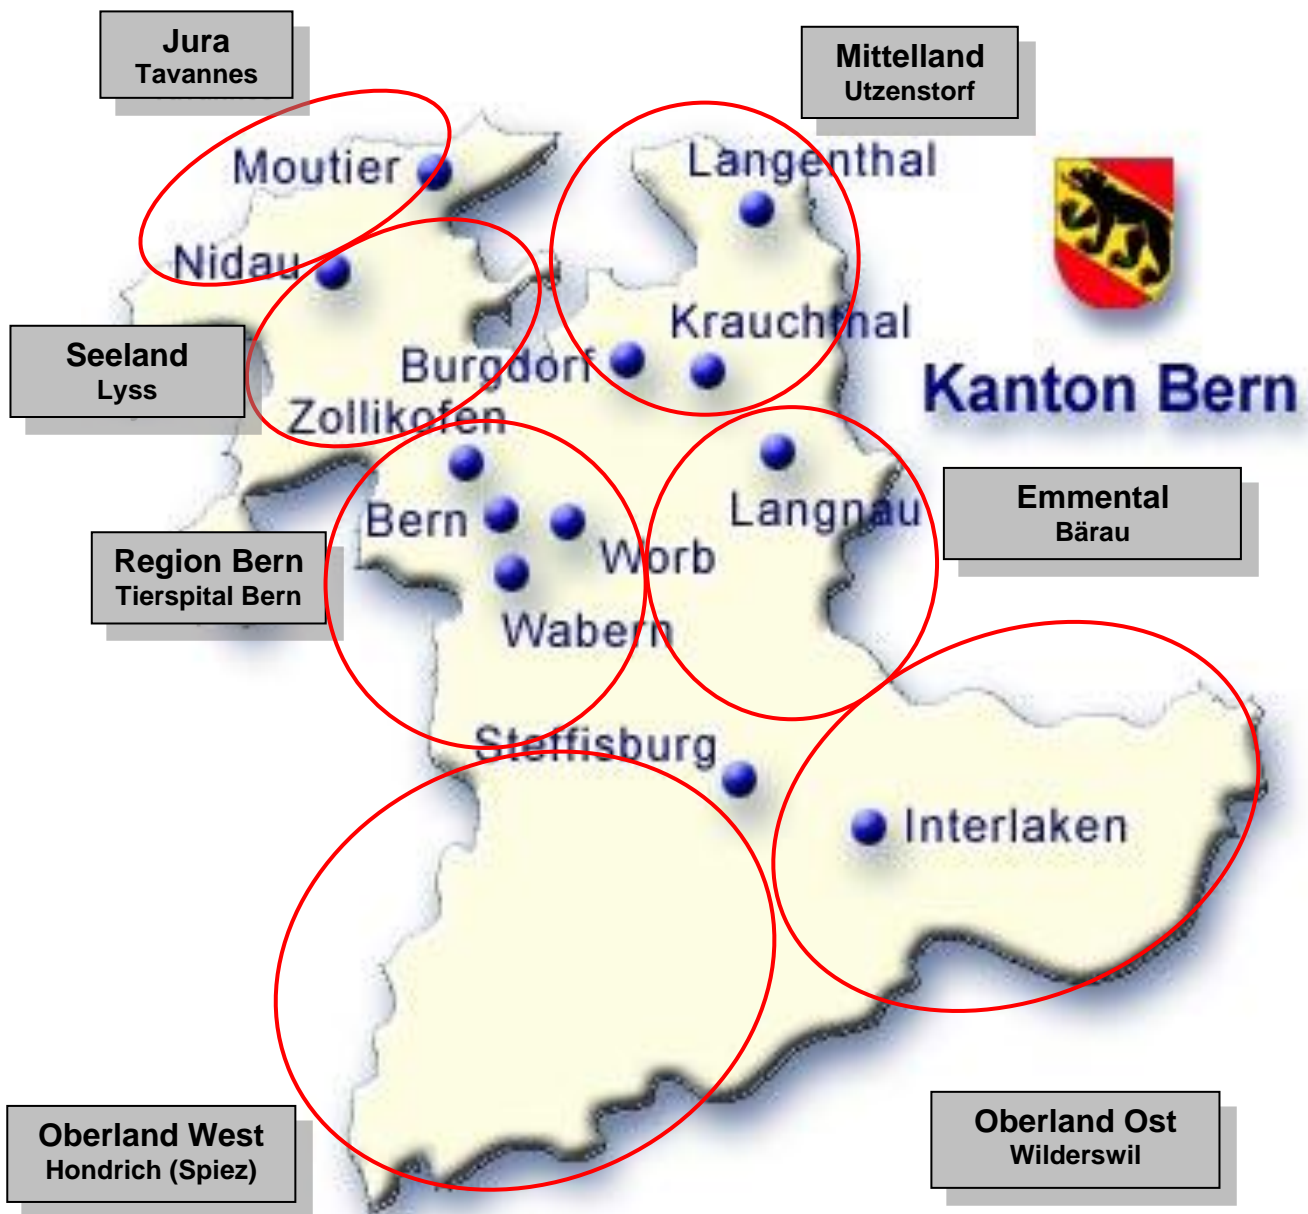 Jura
Tavannes
Mittelland
Utzenstorf
Moutier
Langenthal
Nidau
Krauchthal
Seeland
Lyss
Burgdorf
Kanton Bern
Zollikofen
Emmental
Bärau
Langnau
Bern
Worb
Region Bern
Tierspital Bern
Wabern
Steffisburg
Interlaken
Oberland West
Hondrich (Spiez)
Oberland Ost
Wilderswil